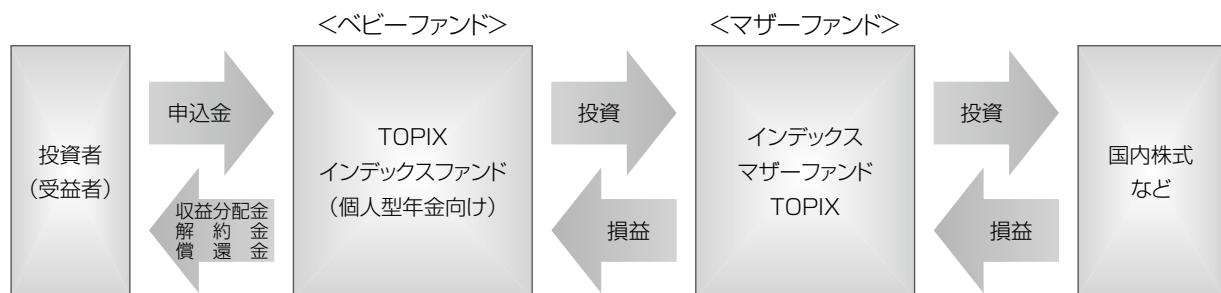 <ベビーファンド>
<マザーファンド>
投資者
(受益者)
申込金
収益分配金
解約金
償還金
TOPIX
インデックスファンド
(個人型年金向け)
投資
損益
インデックス
マザーファンド
TOPIX
投資
損益
国内株式
など